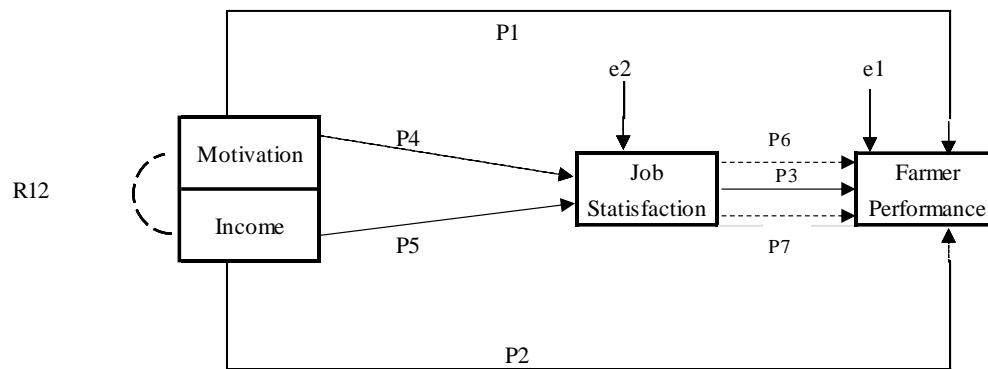 P1
e2
e1
P4
P6
Motivation
Job
P3
Farmer
R12
Statisfaction
Performance
Income
P5
P7
P2